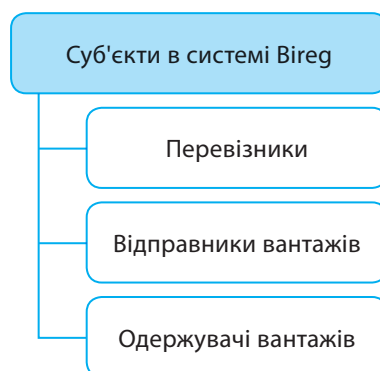 Суб'єкти в системі Bireg
Перевізники
Відправники вантажів
Одержувачі вантажів